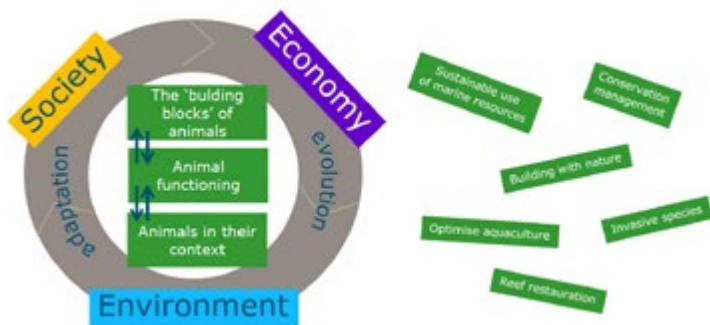 Society
Economy
The 'bulding
blocks' of
animals
Animal
functioning
Animals in their
context
adaptation
evolution
Environment
Sustainable use
of marine resources
Conservation
management
Building with nature
Invasive species
Optimise aquaculture
Reef restauration